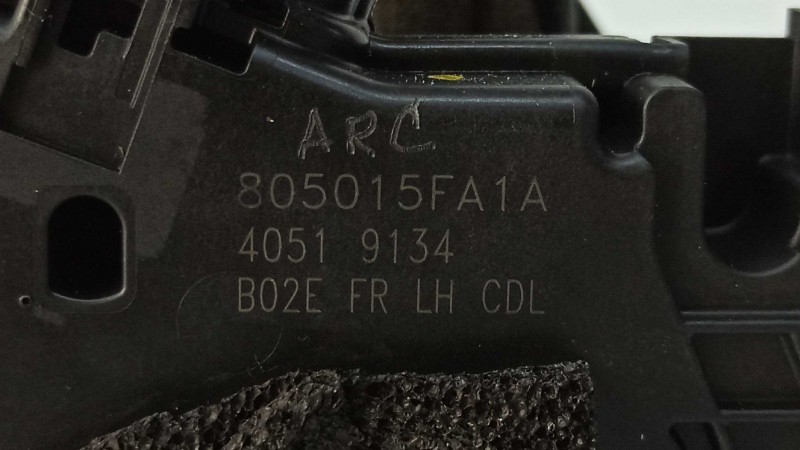 ARC
805015FA1A
4051 9134
B02E FR LH CDL